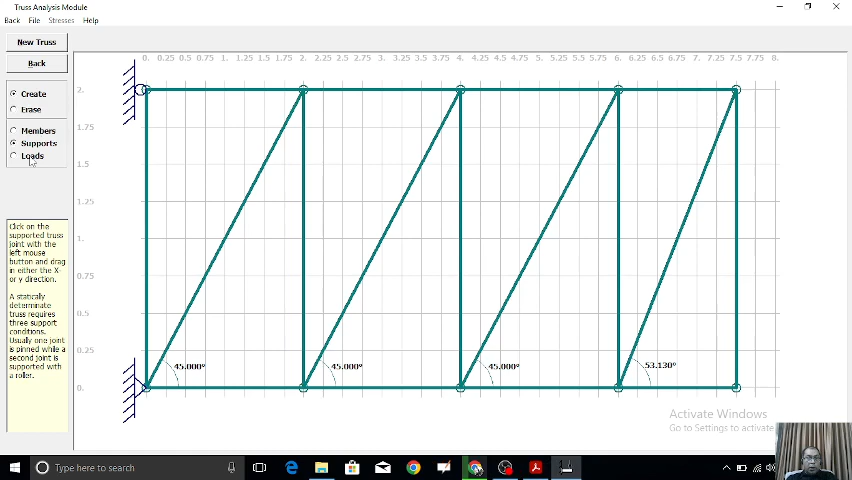 Truss Analysis Module
Back File Stresses Help
New Truss
Back
Create
Erase
Members
Supports
Loads
Click on the
supported truss
joint with the
left mouse
button and drag
in either the X-
or y direction.
A statically
determinate
truss requires
three support
conditions.
Usually one joint
is pinned while a
second joint is
supported with
a roller.
0. 0.25 0.5 0.75 1. 1.25 1.5 1.75 2. 2.25 2.5 2.75 3. 3.25 3.5 3.75 4. 4.25 4.5 4.75 5. 5.25 5.5 5.75 6. 6.25 6.5 6.75 7. 7.25 7.5 7.75 8.
2.
1.75
1.5
1.25
1.
0.75
0.5
0.25
0.
45.000º
45.000º
45.000º
53.130º
Activate Windows
Go to Settings to activate
Type here to search